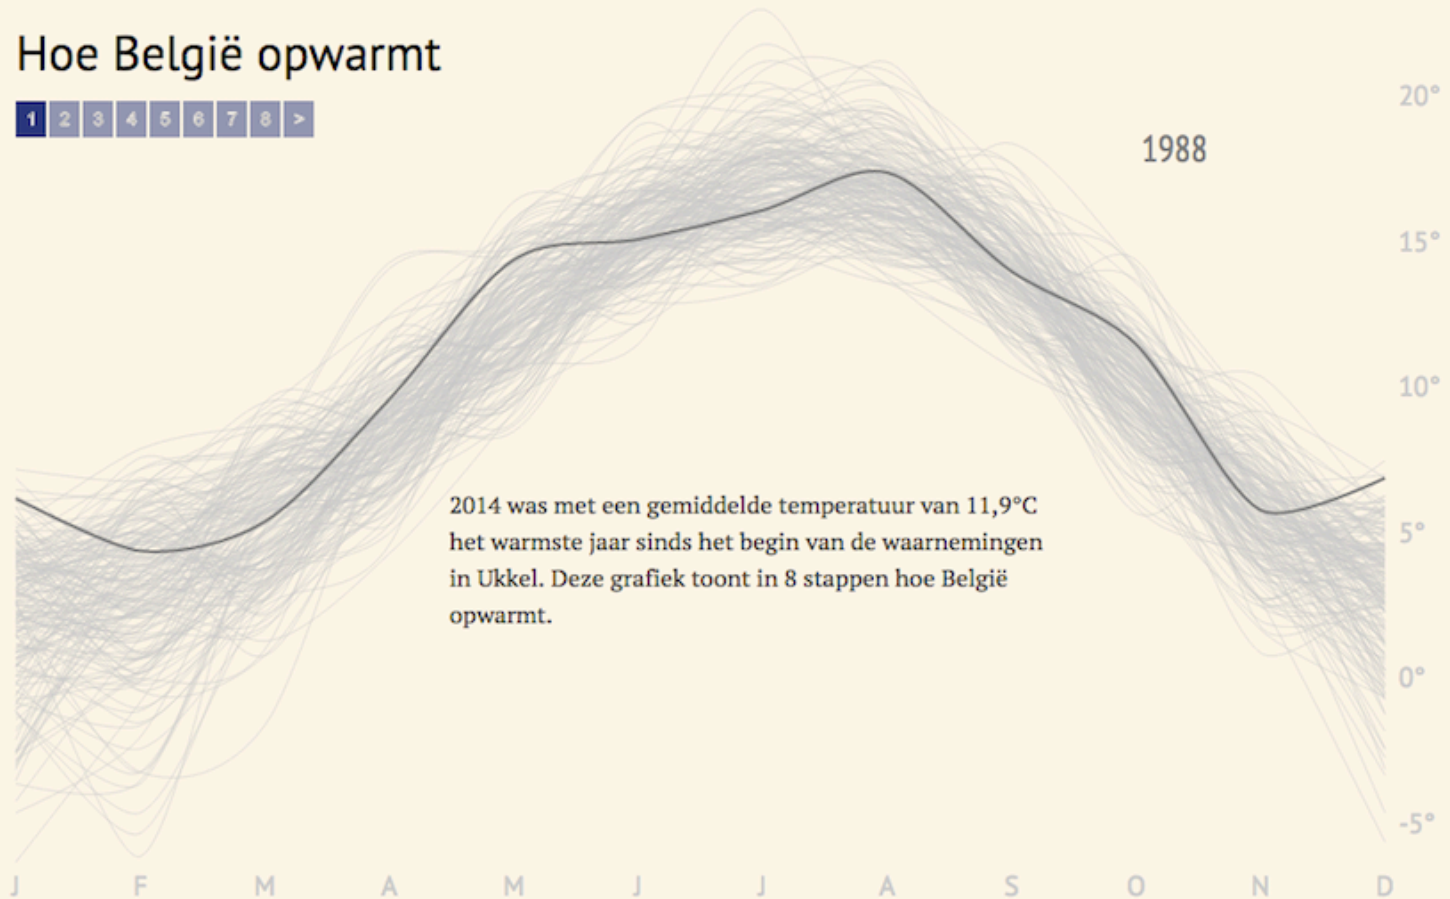 Hoe België opwarmt
1 2 3 4 5 6 7 8 >
20°
1988
15°
10°
2014 was met een gemiddelde temperatuur van 11,9°C
het warmste jaar sinds het begin van de waarnemingen
in Ukkel. Deze grafiek toont in 8 stappen hoe België
opwarmt.
5°
0°
-5°
J F M A M J J A S O N D